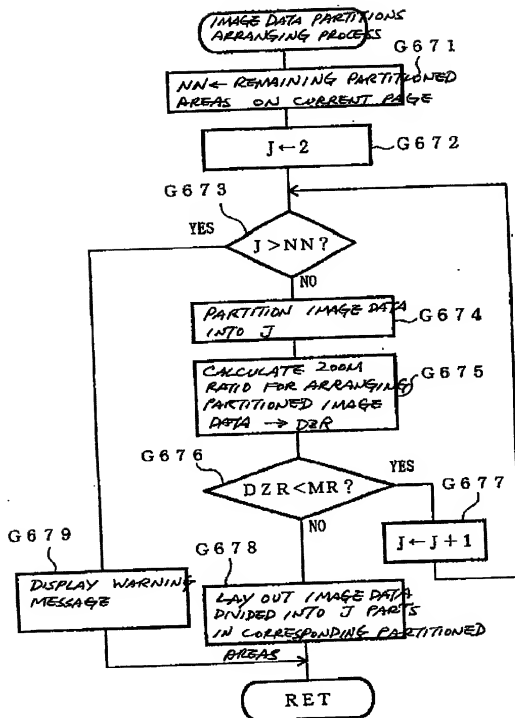 IMAGE DATA PARTITIONS
ARRANGING PROCESS
G671
NN← REMAINING PARTITIONED
AREAS ON CURRENT PAGE
J←2
G672
G673
YES
J>NN?
NO
PARTITION IMAGE DATA
INTO J
G674
CALCULATE ZOOM
RATIO FOR ARRANGING
PARTITIONED IMAGE
DATA → DZR
G675
G676
DZR<MR?
YES
G677
NO
J←J+1
G679
G678
DISPLAY WARNING
MESSAGE
LAY OUT IMAGE DATA
DIVIDED INTO J PARTS
IN CORRESPONDING PARTITIONED
AREAS
RET